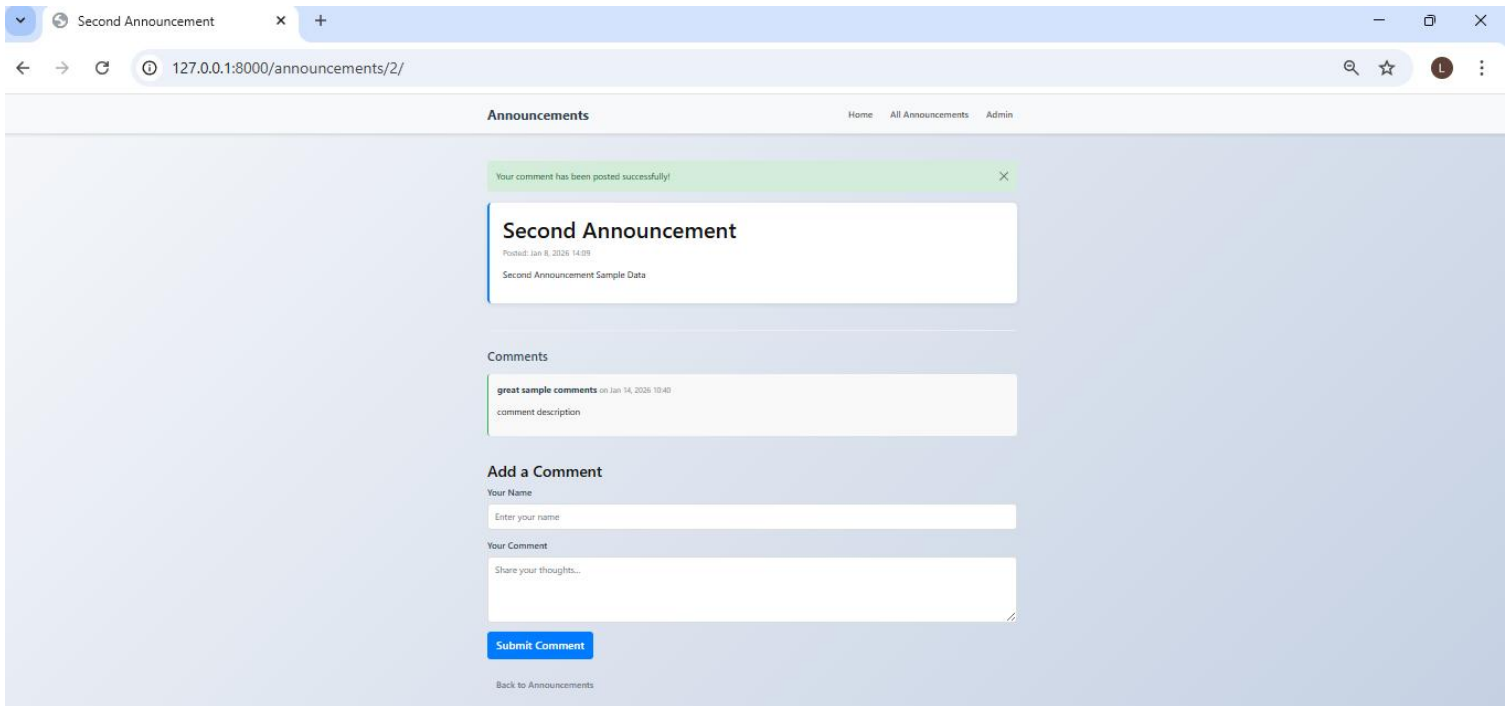 Second Announcement
127.0.0.1:8000/announcements/2/
L
Announcements Home All Announcements Admin
Your comment has been posted successfully!
Second Announcement
Posted: Jan 8, 2026 14:09
Second Announcement Sample Data
Comments
great sample comments on Jan 14, 2026 10:40
comment description
Add a Comment
Your Name
Enter your name
Your Comment
Share your thoughts...
Submit Comment
Back to Announcements